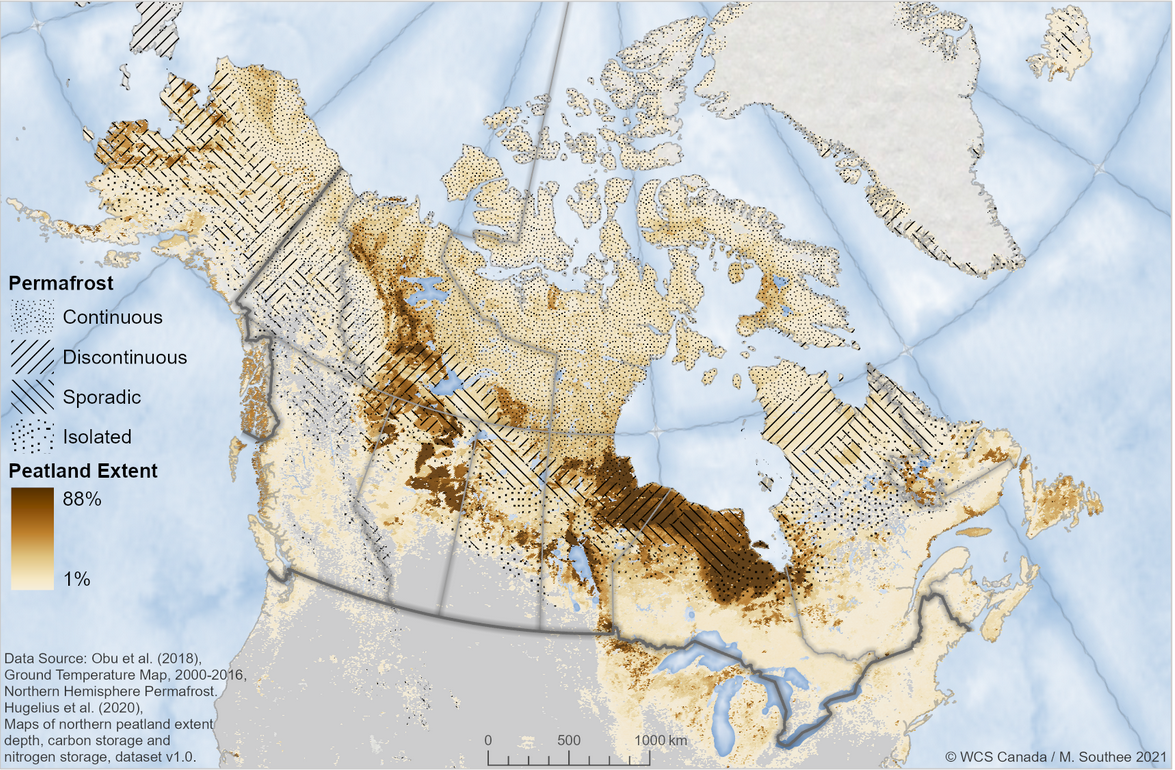 Permafrost
Continuous
Discontinuous
Sporadic
Isolated
Peatland Extent
88%
1%
Data Source: Obu et al. (2018),
Ground Temperature Map, 2000-2016,
Northern Hemisphere Permafrost.
Hugelius et al. (2020),
Maps of northern peatland extent
depth, carbon storage and
nitrogen storage, dataset v1.0.
0 500 1000 km
© WCS Canada / M. Southee 2021